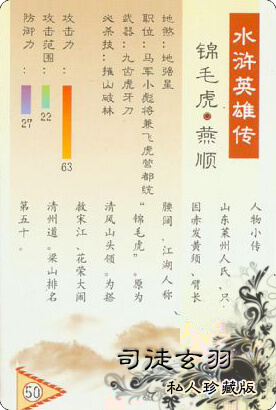 水浒英雄传
锦毛虎·燕顺
地煞：地强星
职位：马军小彪将兼飞虎营都统
武器：九齿虎牙刀
必杀技：摧山破林
攻击力：
63
攻击范围：
22
防御力：
27
人物小传
山东莱州人氏、只
因赤发黄须、臂长
腰阔、江湖人称
“锦毛虎”。原为
清风山头领。为搭
救宋江、花荣大闹
清州道。梁山排名
第五十。
50
司徒玄羽
私人珍藏版